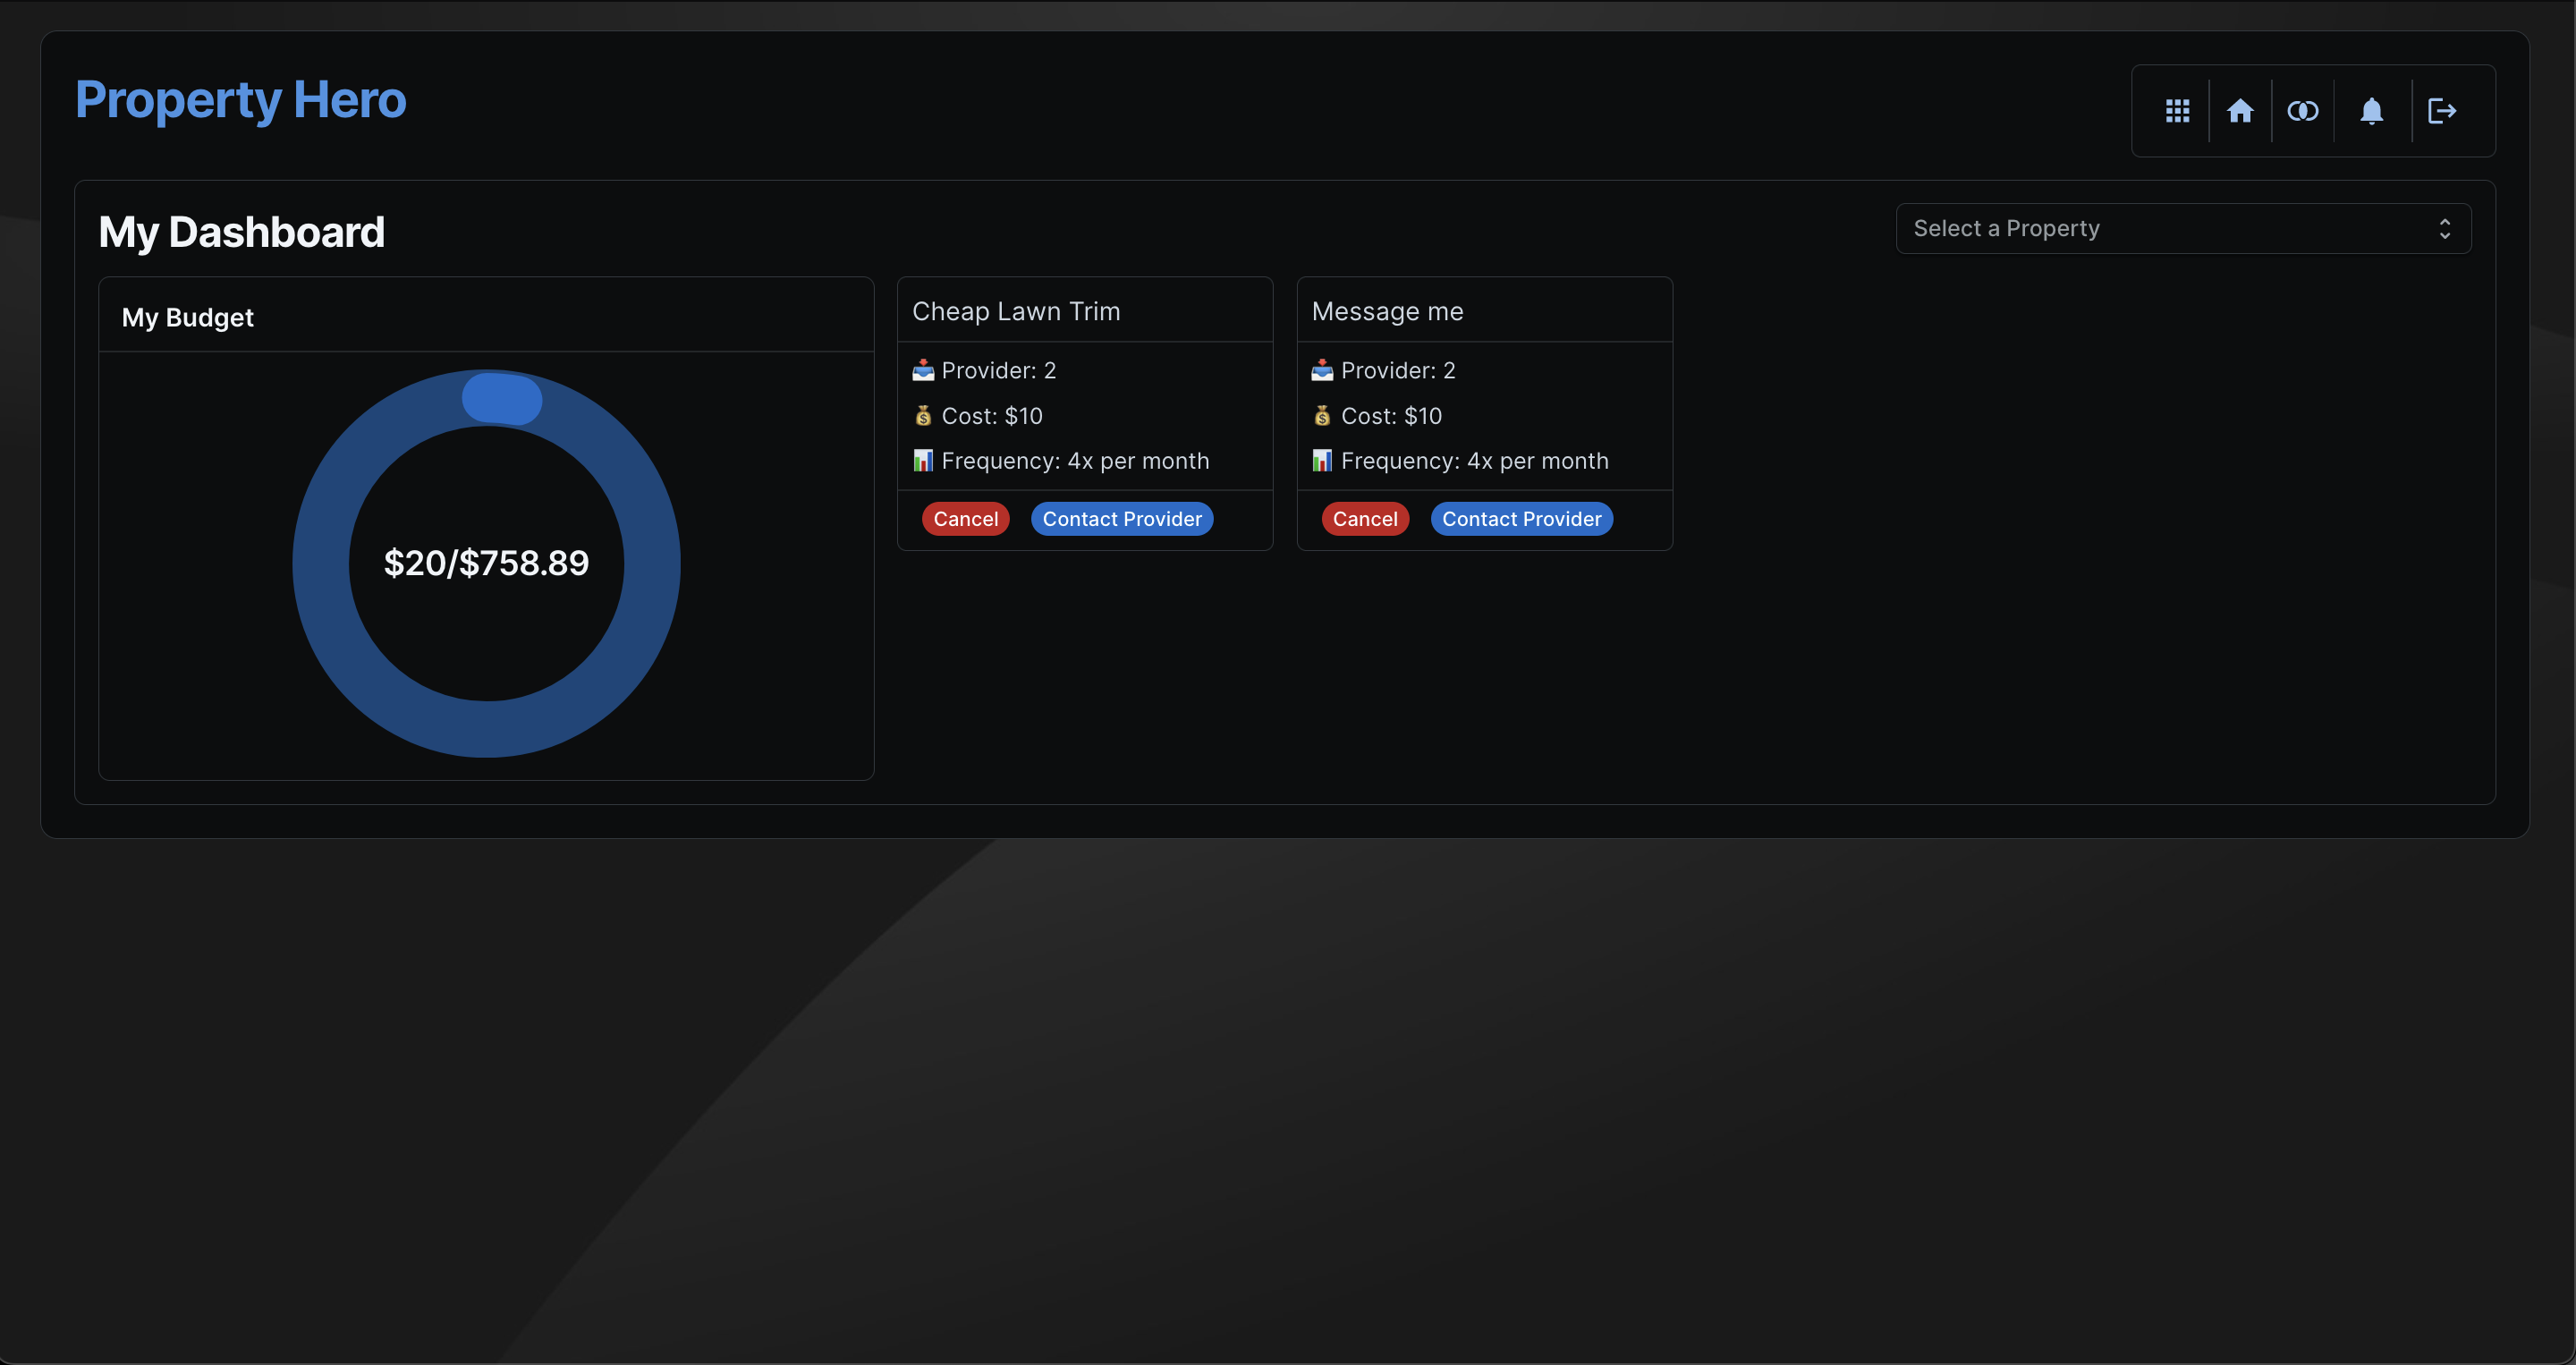 Property Hero
My Dashboard
Select a Property
My Budget
$20/$758.89
Cheap Lawn Trim
📥 Provider: 2
💰 Cost: $10
📊 Frequency: 4x per month
Cancel Contact Provider
Message me
📥 Provider: 2
💰 Cost: $10
📊 Frequency: 4x per month
Cancel Contact Provider